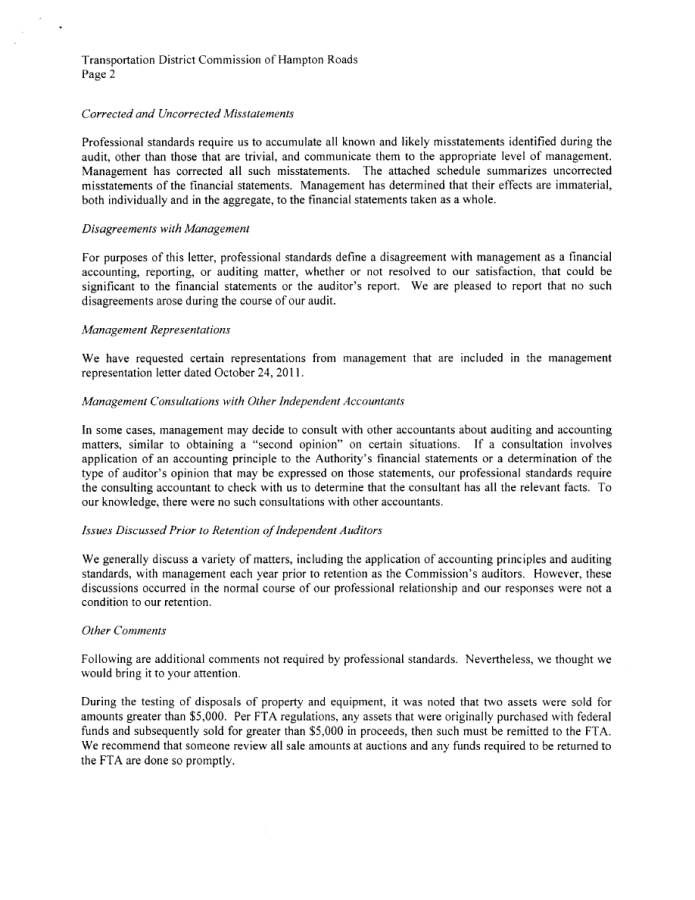 Transportation District Commission of Hampton Roads
Page 2
Corrected and Uncorrected Misstatements
Professional standards require us to accumulate all known and likely misstatements identified during the
audit, other than those that are trivial, and communicate them to the appropriate level of management.
Management has corrected all such misstatements. The attached schedule summarizes uncorrected
misstatements of the financial statements. Management has determined that their effects are immaterial,
both individually and in the aggregate, to the financial statements taken as a whole.
Disagreements with Management
For purposes of this letter, professional standards define a disagreement with management as a financial
accounting, reporting, or auditing matter, whether or not resolved to our satisfaction, that could be
significant to the financial statements or the auditor's report. We are pleased to report that no such
disagreements arose during the course of our audit.
Management Representations
We have requested certain representations from management that are included in the management
representation letter dated October 24, 2011.
Management Consultations with Other Independent Accountants
In some cases, management may decide to consult with other accountants about auditing and accounting
matters, similar to obtaining a “second opinion” on certain situations. If a consultation involves
application of an accounting principle to the Authority's financial statements or a determination of the
type of auditor's opinion that may be expressed on those statements, our professional standards require
the consulting accountant to check with us to determine that the consultant has all the relevant facts. To
our knowledge, there were no such consultations with other accountants.
Issues Discussed Prior to Retention of Independent Auditors
We generally discuss a variety of matters, including the application of accounting principles and auditing
standards, with management each year prior to retention as the Commission's auditors. However, these
discussions occurred in the normal course of our professional relationship and our responses were not a
condition to our retention.
Other Comments
Following are additional comments not required by professional standards. Nevertheless, we thought we
would bring it to your attention.
During the testing of disposals of property and equipment, it was noted that two assets were sold for
amounts greater than $5,000. Per FTA regulations, any assets that were originally purchased with federal
funds and subsequently sold for greater than $5,000 in proceeds, then such must be remitted to the FTA.
We recommend that someone review all sale amounts at auctions and any funds required to be returned to
the FTA are done so promptly.